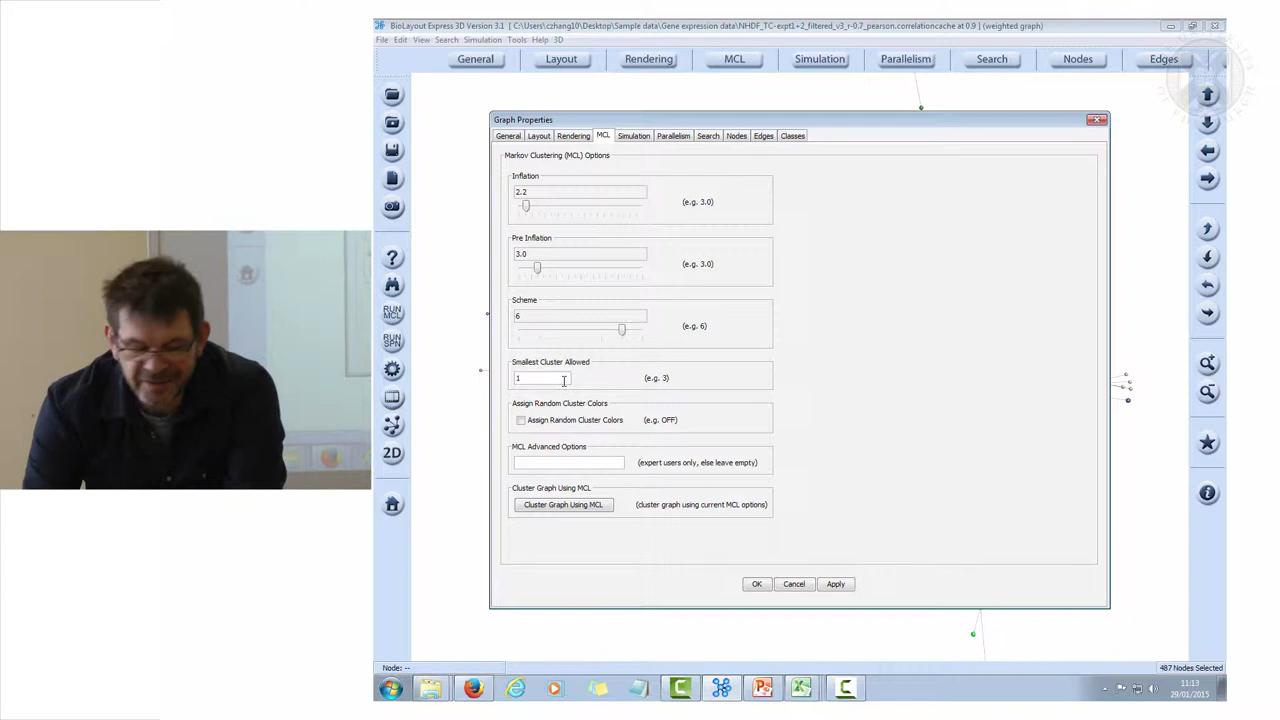 BioLayout Express 3D Version 3.1 [ C:\Users\czhang10\Desktop\Sample data\Gene expression data\NHDF_TC-expt1+2_filtered_v3_r-0.7_pearson.correlationcache at 0.9 ] (weighted graph)
File Edit View Search Simulation Tools Help 3D
General Layout Rendering MCL Simulation Parallelism Search Nodes Edges
Graph Properties
General Layout Rendering MCL Simulation Parallelism Search Nodes Edges Classes
Markov Clustering (MCL) Options
Inflation
2.2
(e.g. 3.0)
Pre Inflation
3.0
(e.g. 3.0)
Scheme
6
(e.g. 6)
Smallest Cluster Allowed
1
(e.g. 3)
Assign Random Cluster Colors
Assign Random Cluster Colors (e.g. OFF)
MCL Advanced Options
(expert users only, else leave empty)
Cluster Graph Using MCL
Cluster Graph Using MCL (cluster graph using current MCL options)
OK Cancel Apply
RUN MCL
RUN SPN
2D
Node: --
487 Nodes Selected
11:13
29/01/2015